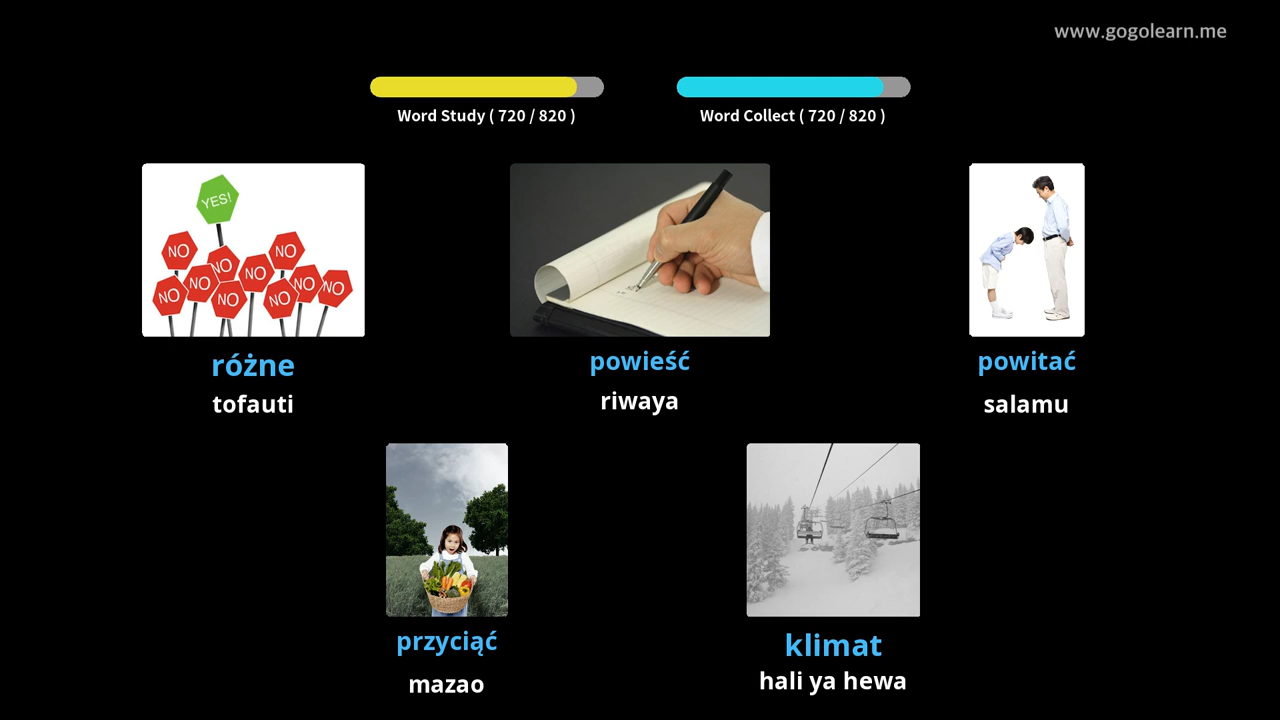 www.gogolearn.me
Word Study ( 720 / 820 )
Word Collect ( 720 / 820 )
YES!
NO
NO
NO
NO
NO
NO
NO
NO
NO
NO
różne
tofauti
powieść
riwaya
powitać
salamu
przyciąć
mazao
klimat
hali ya hewa